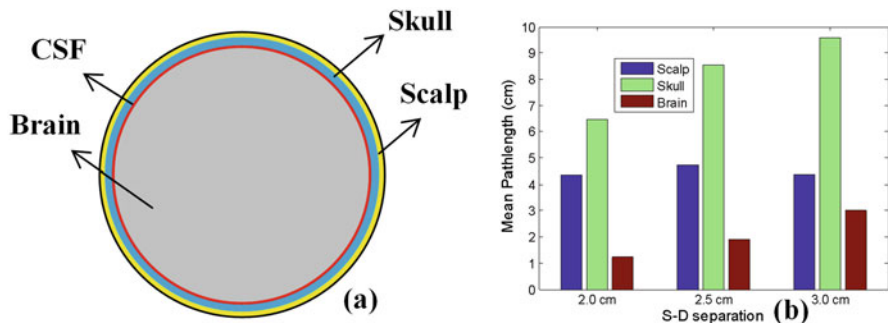 Skull
CSF
Scalp
Brain
(a)
Mean Pathlength (cm)
10
9
8
7
6
5
4
3
2
1
0
Scalp
Skull
Brain
2.0 cm 2.5 cm 3.0 cm
S-D separation
(b)